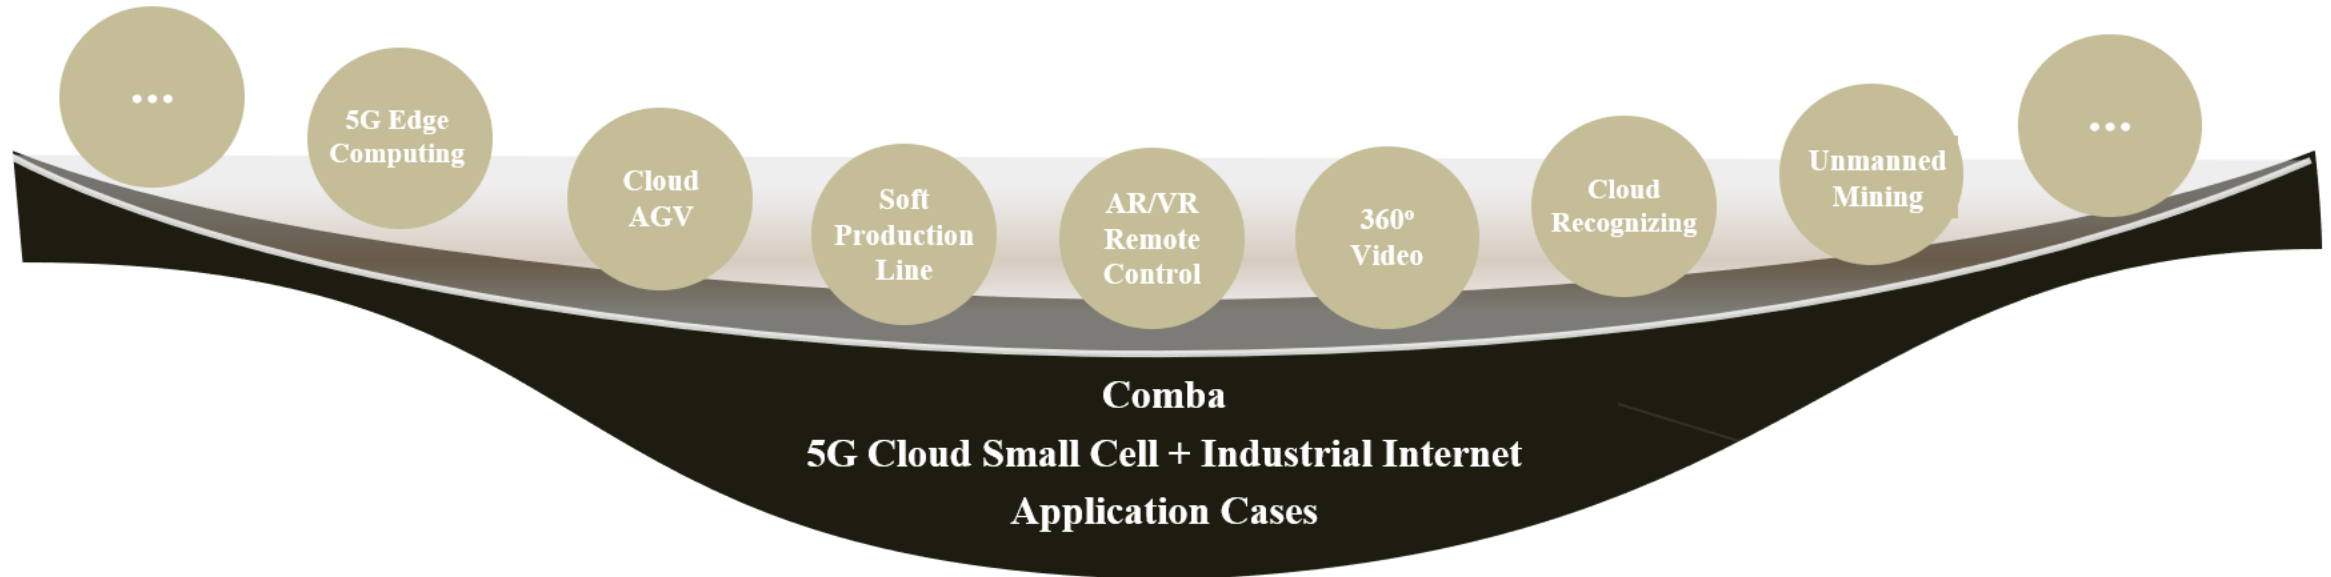 ...
5G Edge
Computing
Cloud
AGV
Soft
Production
Line
AR/VR
Remote
Control
360º
Video
Cloud
Recognizing
Unmanned
Mining
...
Comba
5G Cloud Small Cell + Industrial Internet
Application Cases